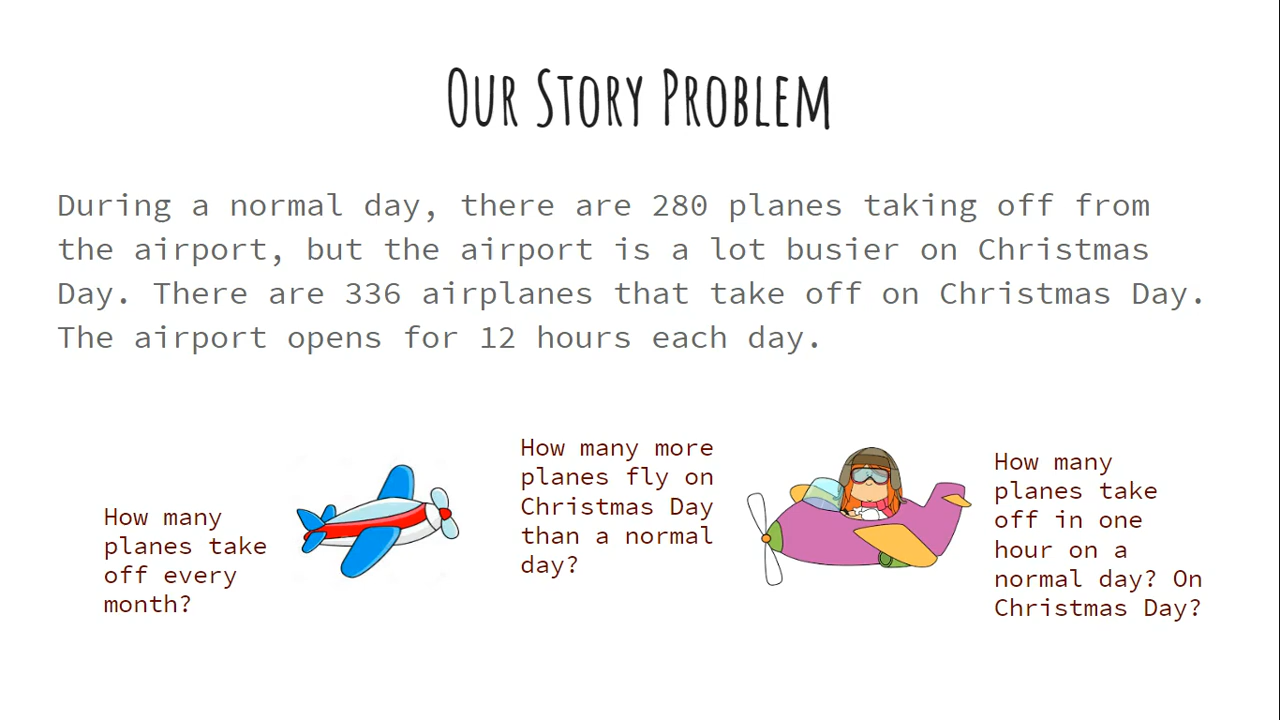 Our Story Problem
During a normal day, there are 280 planes taking off from
the airport, but the airport is a lot busier on Christmas
Day. There are 336 airplanes that take off on Christmas Day.
The airport opens for 12 hours each day.
How many
planes take
off every
month?
How many more
planes fly on
Christmas Day
than a normal
day?
How many
planes take
off in one
hour on a
normal day? On
Christmas Day?